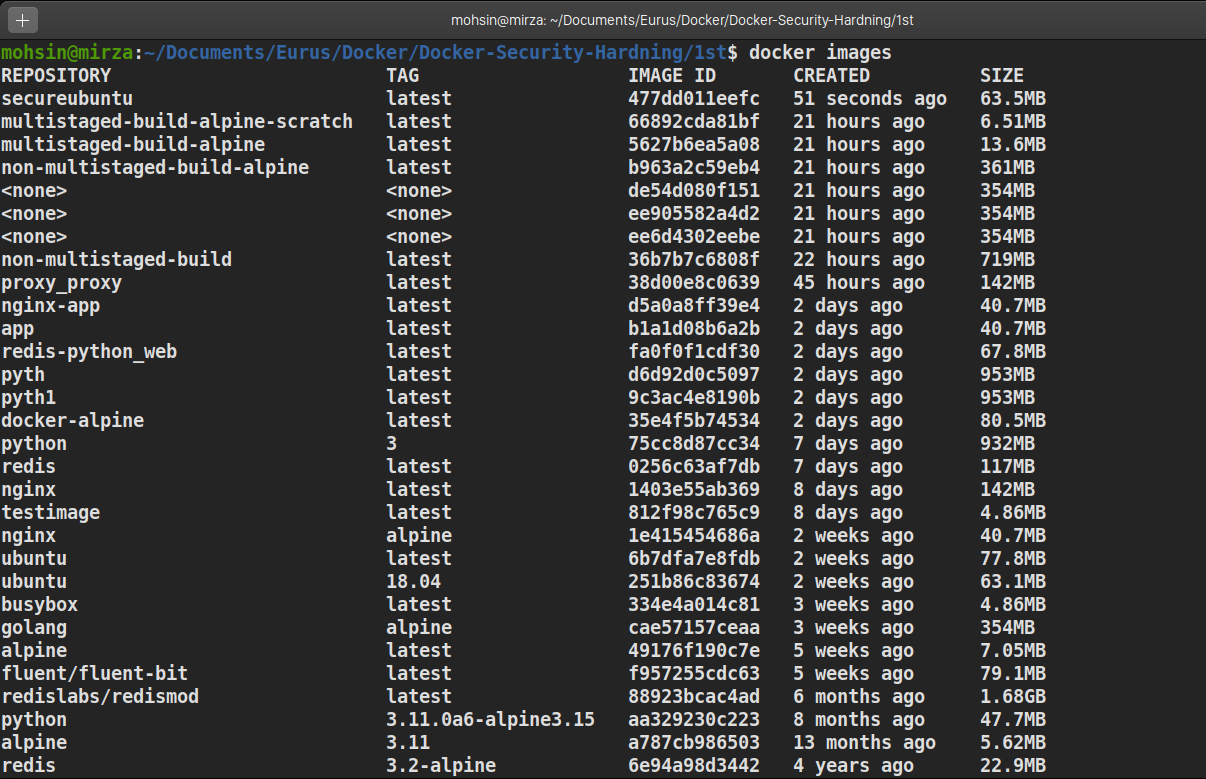 + mohsin@mirza: ~/Documents/Eurus/Docker/Docker-Security-Hardning/1st
mohsin@mirza:~/Documents/Eurus/Docker/Docker-Security-Hardning/1st$ docker images
REPOSITORY TAG IMAGE ID CREATED SIZE
secureubuntu latest 477dd011eefc 51 seconds ago 63.5MB
multistaged-build-alpine-scratch latest 66892cda81bf 21 hours ago 6.51MB
multistaged-build-alpine latest 5627b6ea5a08 21 hours ago 13.6MB
non-multistaged-build-alpine latest b963a2c59eb4 21 hours ago 361MB
<none> <none> de54d080f151 21 hours ago 354MB
<none> <none> ee905582a4d2 21 hours ago 354MB
<none> <none> ee6d4302eebe 21 hours ago 354MB
non-multistaged-build latest 36b7b7c6808f 22 hours ago 719MB
proxy_proxy latest 38d00e8c0639 45 hours ago 142MB
nginx-app latest d5a0a8ff39e4 2 days ago 40.7MB
app latest b1a1d08b6a2b 2 days ago 40.7MB
redis-python_web latest fa0f0f1cdf30 2 days ago 67.8MB
pyth latest d6d92d0c5097 2 days ago 953MB
pyth1 latest 9c3ac4e8190b 2 days ago 953MB
docker-alpine latest 35e4f5b74534 2 days ago 80.5MB
python 3 75cc8d87cc34 7 days ago 932MB
redis latest 0256c63af7db 7 days ago 117MB
nginx latest 1403e55ab369 8 days ago 142MB
testimage latest 812f98c765c9 8 days ago 4.86MB
nginx alpine 1e415454686a 2 weeks ago 40.7MB
ubuntu latest 6b7dfa7e8fdb 2 weeks ago 77.8MB
ubuntu 18.04 251b86c83674 2 weeks ago 63.1MB
busybox latest 334e4a014c81 3 weeks ago 4.86MB
golang alpine cae57157ceaa 3 weeks ago 354MB
alpine latest 49176f190c7e 5 weeks ago 7.05MB
fluent/fluent-bit latest f957255cdc63 5 weeks ago 79.1MB
redislabs/redismod latest 88923bcac4ad 6 months ago 1.68GB
python 3.11.0a6-alpine3.15 aa329230c223 8 months ago 47.7MB
alpine 3.11 a787cb986503 13 months ago 5.62MB
redis 3.2-alpine 6e94a98d3442 4 years ago 22.9MB